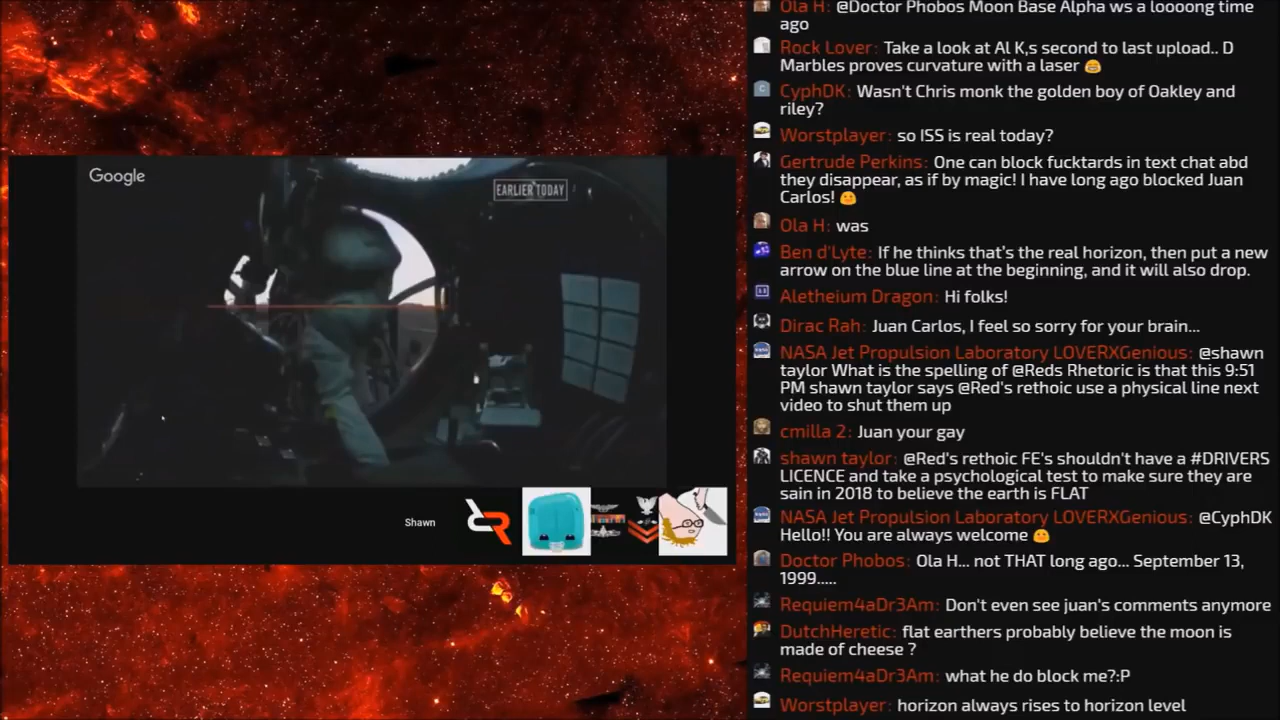 Google
EARLIER TODAY
Shawn
Ola H: @Doctor Phobos Moon Base Alpha ws a loooong time
ago
Rock Lover: Take a look at Al K,s second to last upload.. D
Marbles proves curvature with a laser
CyphDK: Wasn't Chris monk the golden boy of Oakley and
riley?
Worstplayer: so ISS is real today?
Gertrude Perkins: One can block fucktards in text chat abd
they disappear, as if by magic! I have long ago blocked Juan
Carlos!
Ola H: was
Ben d'Lyte: If he thinks that's the real horizon, then put a new
arrow on the blue line at the beginning, and it will also drop.
Aletheium Dragon: Hi folks!
Dirac Rah: Juan Carlos, I feel so sorry for your brain...
NASA Jet Propulsion Laboratory LOVERXGenious: @shawn
taylor What is the spelling of @Reds Rhetoric is that this 9:51
PM shawn taylor says @Red's rethoic use a physical line next
video to shut them up
cmilla 2: Juan your gay
shawn taylor: @Red's rethoic FE's shouldn't have a #DRIVERS
LICENCE and take a psychological test to make sure they are
sain in 2018 to believe the earth is FLAT
NASA Jet Propulsion Laboratory LOVERXGenious: @CyphDK
Hello!! You are always welcome
Doctor Phobos: Ola H... not THAT long ago... September 13,
1999.....
Requiem4aDr3Am: Don't even see juan's comments anymore
DutchHeretic: flat earthers probably believe the moon is
made of cheese ?
Requiem4aDr3Am: what he do block me?:P
Worstplayer: horizon always rises to horizon level